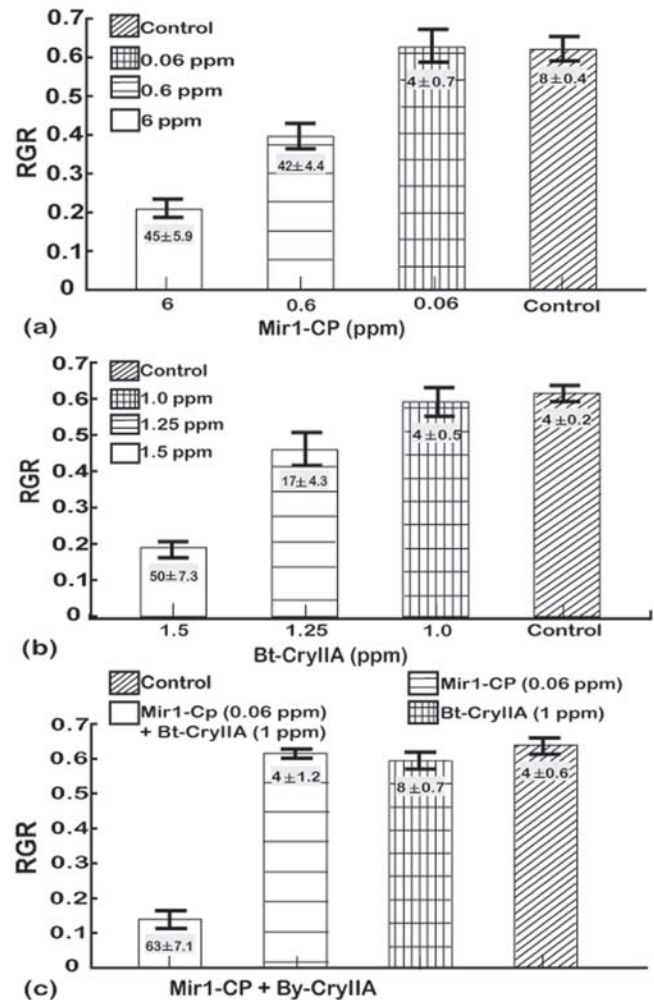 0.7
0.6
0.5
0.4
0.3
0.2
0.1
0
RGR
Control
0.06 ppm
0.6 ppm
6 ppm
45±5.9
42±4.4
4±0.7
8±0.4
6
0.6
0.06
Control
(a)
Mir1-CP (ppm)
0.7
0.6
0.5
0.4
0.3
0.2
0.1
0
RGR
Control
1.0 ppm
1.25 ppm
1.5 ppm
50±7.3
17±4.3
4±0.5
4±0.2
1.5
1.25
1.0
Control
(b)
Bt-CryIIA (ppm)
Control
Mir1-Cp (0.06 ppm)
+ Bt-CryIIA (1 ppm)
Mir1-CP (0.06 ppm)
Bt-CryIIA (1 ppm)
0.7
0.6
0.5
0.4
0.3
0.2
0.1
0
RGR
63±7.1
4±1.2
8±0.7
4±0.6
(c)
Mir1-CP + By-CryIIA